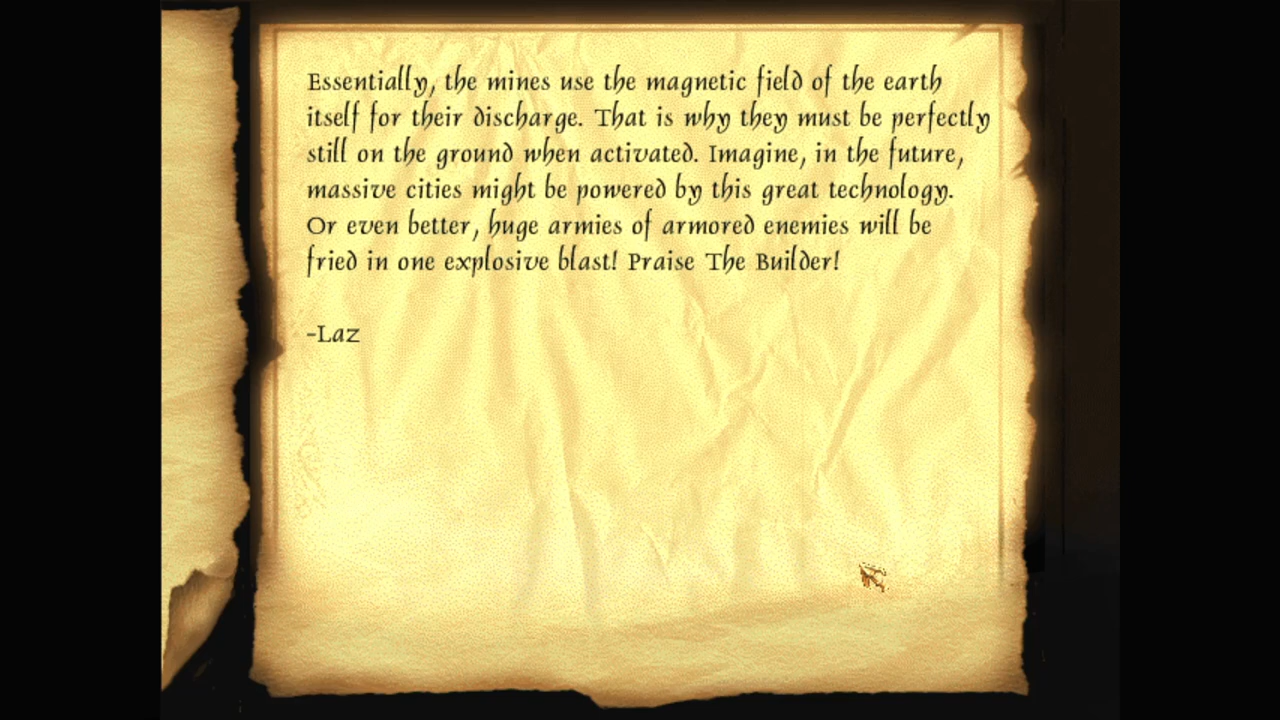 Essentially, the mines use the magnetic field of the earth
itself for their discharge. That is why they must be perfectly
still on the ground when activated. Imagine, in the future,
massive cities might be powered by this great technology.
Or even better, huge armies of armored enemies will be
fried in one explosive blast! Praise The Builder!
-Laz